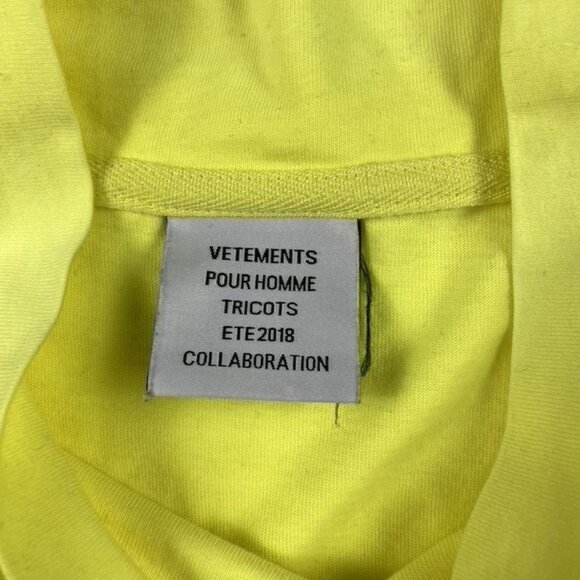 VETEMENTS
POUR HOMME
TRICOTS
ETE 2018
COLLABORATION